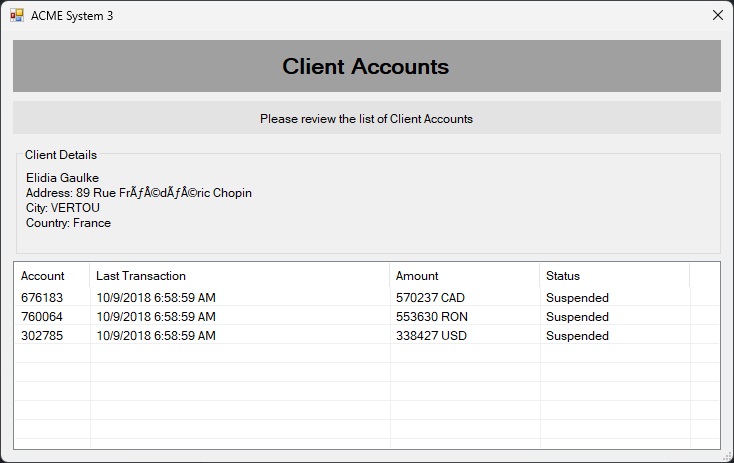 ACME System 3
Client Accounts
Please review the list of Client Accounts
Client Details
Elidia Gaulke
Address: 89 Rue FrÃƒÂ©dÃƒÂ©ric Chopin
City: VERTOU
Country: France
Account Last Transaction Amount Status
676183 10/9/2018 6:58:59 AM 570237 CAD Suspended
760064 10/9/2018 6:58:59 AM 553630 RON Suspended
302785 10/9/2018 6:58:59 AM 338427 USD Suspended